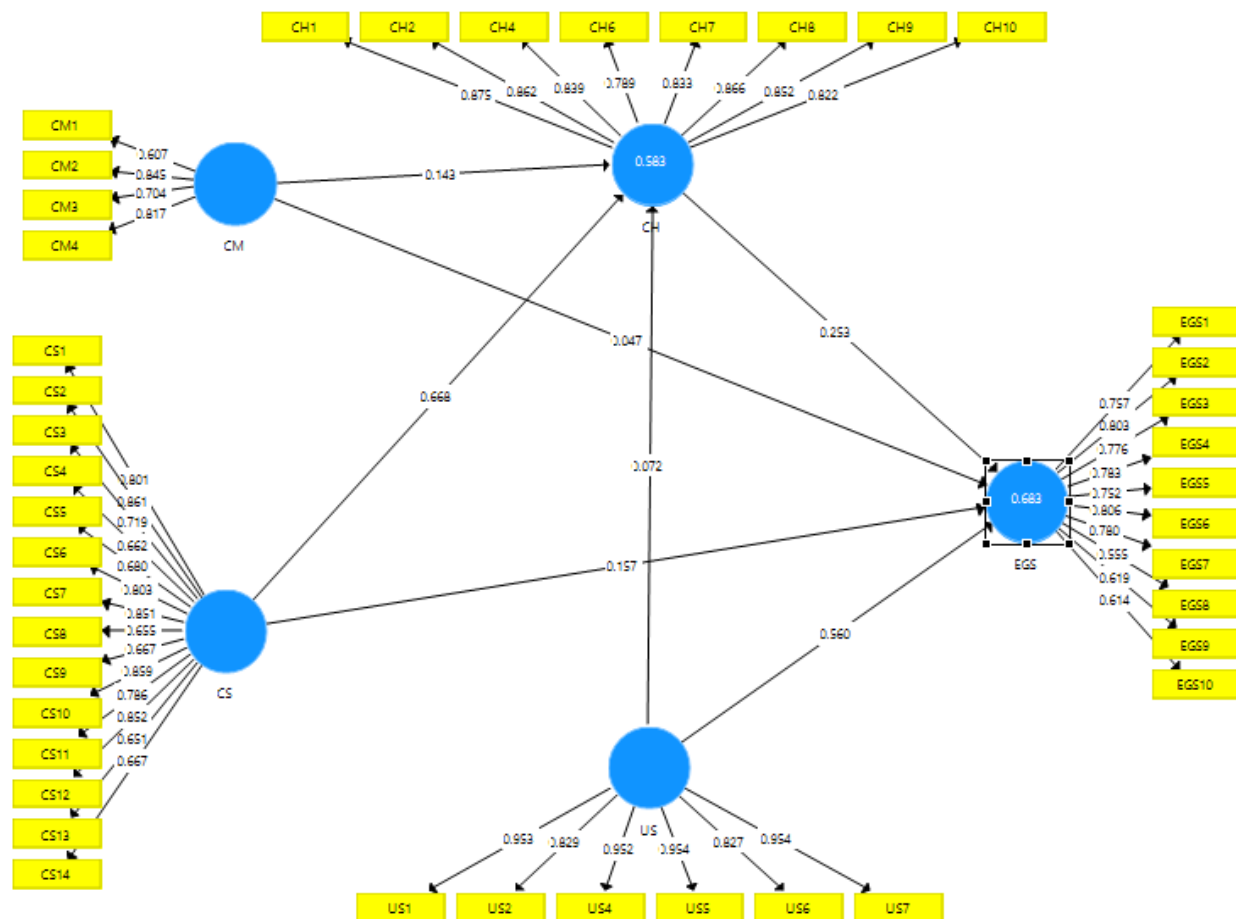 CH1 CH2 CH4 CH6 CH7 CH8 CH9 CH10
0.875 0.862 0.839 0.789 0.833 0.866 0.852 0.822
CM1
CM2
CM3
CM4
0.607
0.845
0.704
0.817
CM
0.143
0.583
CH
0.047
0.253
0.668
0.072
0.157
0.560
CS1
CS2
CS3
CS4
CS5
CS6
CS7
CS8
CS9
CS10
CS11
CS12
CS13
CS14
0.801
0.861
0.719
0.662
0.680
0.803
0.851
0.655
0.667
0.859
0.786
0.852
0.651
0.667
CS
0.683
EGS
0.757
0.803
0.776
0.783
0.752
0.806
0.780
0.555
0.619
0.614
EGS1
EGS2
EGS3
EGS4
EGS5
EGS6
EGS7
EGS8
EGS9
EGS10
US
0.953 0.829 0.952 0.954 0.827 0.954
US1 US2 US4 US5 US6 US7